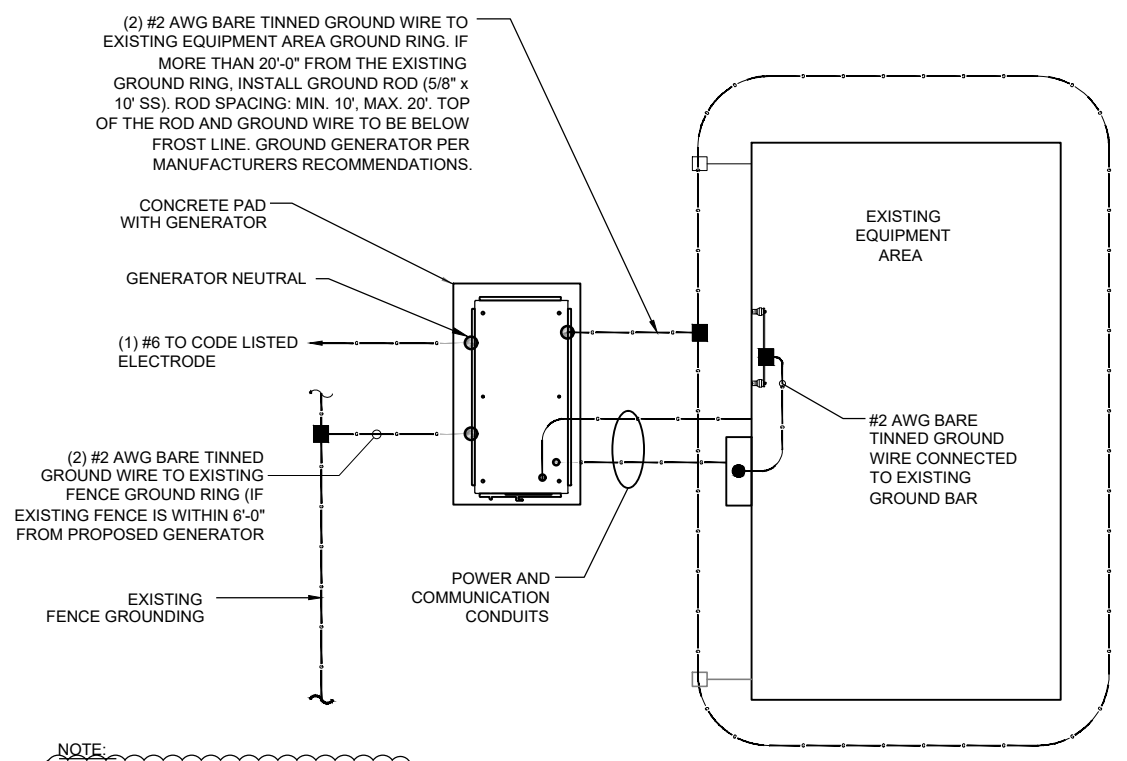 (2) #2 AWG BARE TINNED GROUND WIRE TO
EXISTING EQUIPMENT AREA GROUND RING. IF
MORE THAN 20'-0" FROM THE EXISTING
GROUND RING, INSTALL GROUND ROD (5/8" x
10' SS). ROD SPACING: MIN. 10', MAX. 20'. TOP
OF THE ROD AND GROUND WIRE TO BE BELOW
FROST LINE. GROUND GENERATOR PER
MANUFACTURERS RECOMMENDATIONS.
CONCRETE PAD
WITH GENERATOR
GENERATOR NEUTRAL
(1) #6 TO CODE LISTED
ELECTRODE
(2) #2 AWG BARE TINNED
GROUND WIRE TO EXISTING
FENCE GROUND RING (IF
EXISTING FENCE IS WITHIN 6'-0"
FROM PROPOSED GENERATOR
EXISTING
FENCE GROUNDING
POWER AND
COMMUNICATION
CONDUITS
EXISTING
EQUIPMENT
AREA
#2 AWG BARE
TINNED GROUND
WIRE CONNECTED
TO EXISTING
GROUND BAR
NOTE: